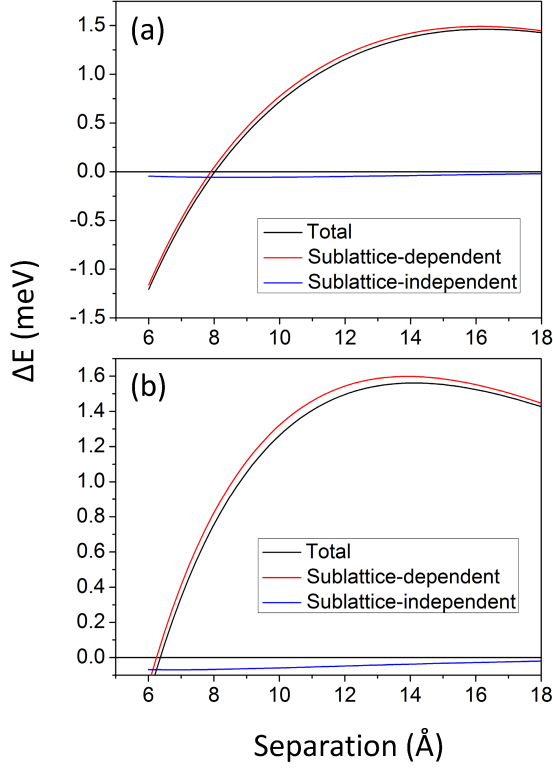 (a)
1.5
1.0
0.5
0.0
-0.5
-1.0
-1.5
Total
Sublattice-dependent
Sublattice-independent
6 8 10 12 14 16 18
ΔE (meV)
(b)
1.6
1.4
1.2
1.0
0.8
0.6
0.4
0.2
0.0
Total
Sublattice-dependent
Sublattice-independent
6 8 10 12 14 16 18
Separation (Å)